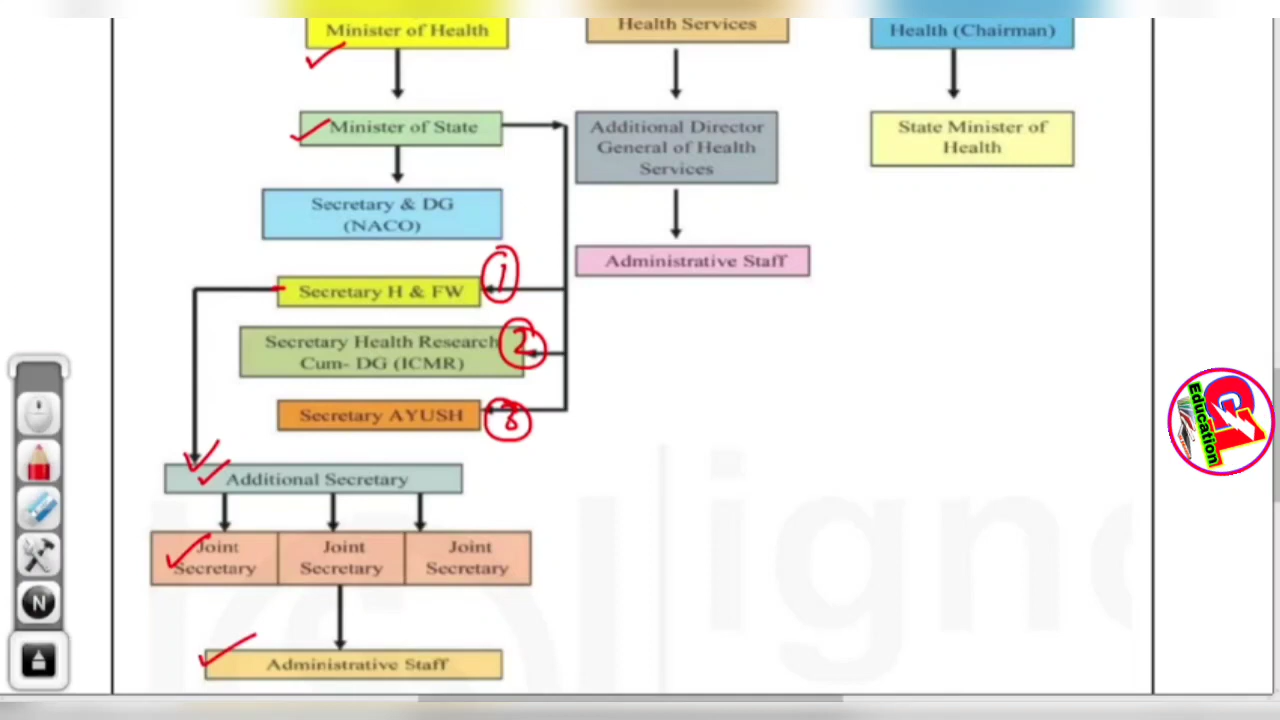 Minister of Health
Health Services
Health (Chairman)
Minister of State
Additional Director
General of Health
Services
State Minister of
Health
Secretary & DG
(NACO)
Administrative Staff
Secretary H & FW
1
Secretary Health Research
Cum- DG (ICMR)
2
Secretary AYUSH
3
Additional Secretary
Joint
Secretary
Joint
Secretary
Joint
Secretary
Administrative Staff
ign
N
Education